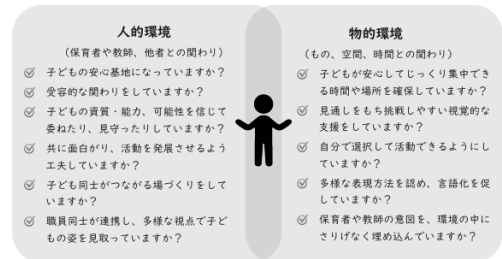 人的環境
（保育者や教師、他者との関わり）
子どもの安心基地になっていますか？
受容的な関わりをしていますか？
子どもの資質・能力、可能性を信じて
委ねたり、見守ったりしていますか？
共に面白がり、活動を発展させるよう
工夫していますか？
子ども同士がつながる場づくりをして
いますか？
職員同士が連携し、多様な視点で子ど
もの姿を見取っていますか？
物的環境
（もの、空間、時間との関わり）
子どもが安心してじっくり集中でき
る時間や場所を確保していますか？
見通しをもち挑戦しやすい視覚的な
支援をしていますか？
自分で選択して活動できるようにし
ていますか？
多様な表現方法を認め、言語化を促
していますか？
保育者や教師の意図を、環境の中に
さりげなく埋め込んでいますか？